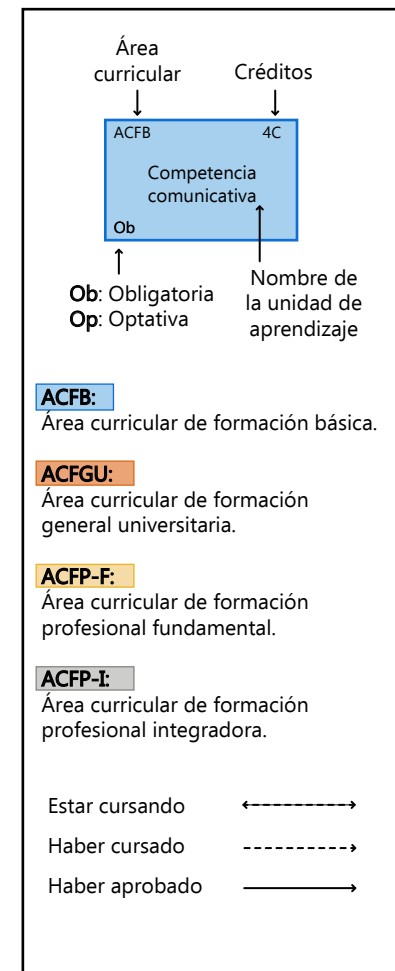 Área
curricular
Créditos
ACFB
4C
Competencia
comunicativa
Ob
Ob: Obligatoria
Op: Optativa
Nombre de
la unidad de
aprendizaje
ACFB:
Área curricular de formación básica.
ACFGU:
Área curricular de formación
general universitaria.
ACFP-F:
Área curricular de formación
profesional fundamental.
ACFP-I:
Área curricular de formación
profesional integradora.
Estar cursando
Haber cursado
Haber aprobado